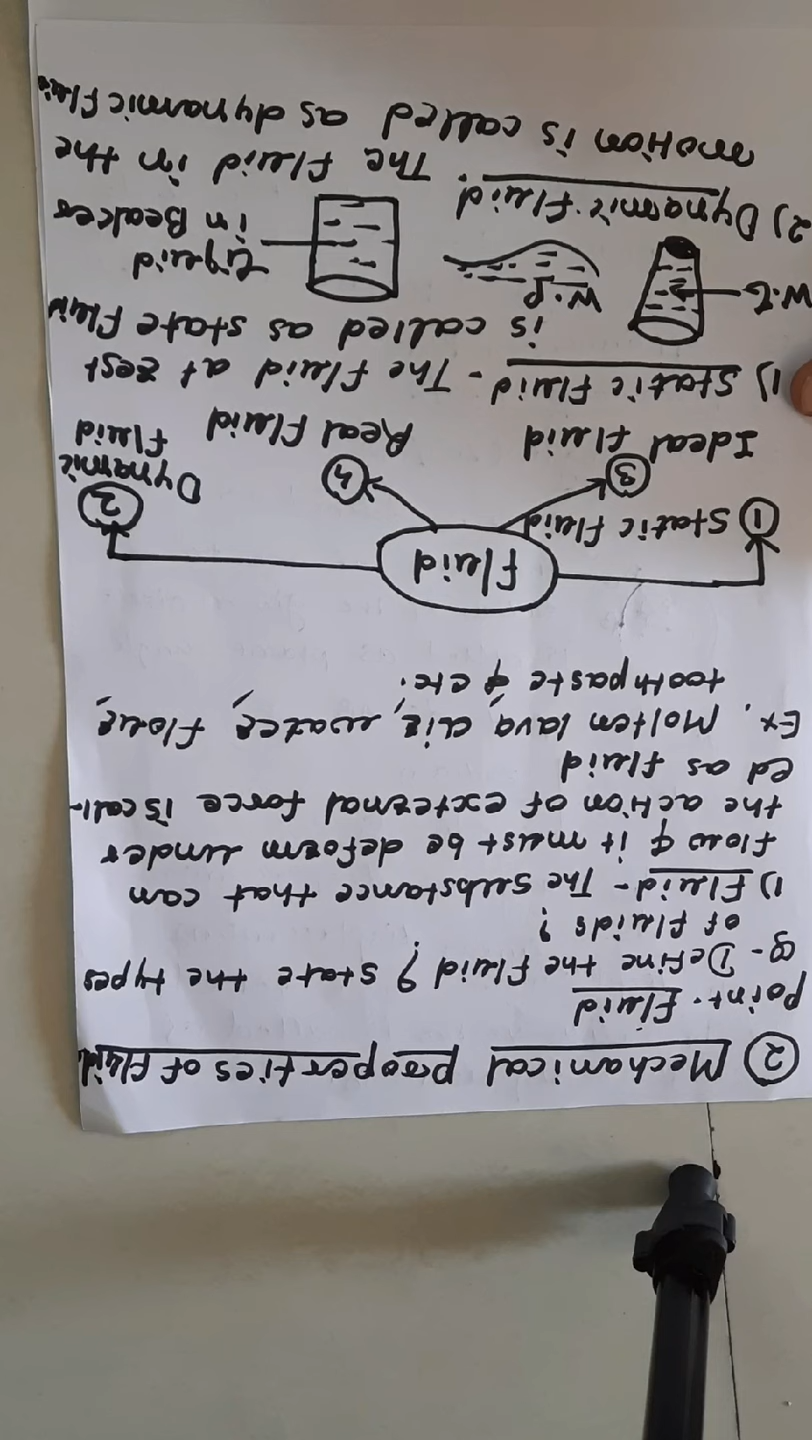 ② Mechanical properties of Fluid
Point. Fluid
Q- Define the fluid? state the types
of fluids?
1) Fluid - The substance that can
flow & it must be deform under
the action of external force is call-
ed as fluid
Ex. Molten lava, air, water, flour,
toothpaste & etc.
Fluid
① Static fluid
③ Ideal fluid
④ Real fluid
② Dynamic fluid
1) Static Fluid - The fluid at rest
is called as state fluid
W.G
W.P
Liquid
in Beaker
2) Dynamic fluid. The fluid in the
motion is called as dynamic fluid